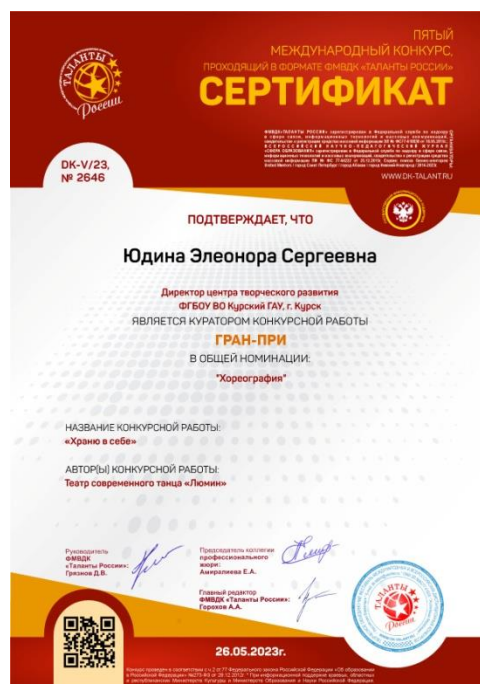 ТАЛАНТЫ
России
ПЯТЫЙ
МЕЖДУНАРОДНЫЙ КОНКУРС,
ПРОХОДЯЩИЙ В ФОРМАТЕ ФМВДК «ТАЛАНТЫ РОССИИ»
СЕРТИФИКАТ
DK-V/23,
№ 2646
WWW.DK-TALANT.RU
ПОДТВЕРЖДАЕТ, ЧТО
Юдина Элеонора Сергеевна
Директор центра творческого развития
ФГБОУ ВО Курский ГАУ, г. Курск
ЯВЛЯЕТСЯ КУРАТОРОМ КОНКУРСНОЙ РАБОТЫ
ГРАН-ПРИ
В ОБЩЕЙ НОМИНАЦИИ:
"Хореография"
НАЗВАНИЕ КОНКУРСНОЙ РАБОТЫ:
«Храню в себе»
АВТОР(Ы) КОНКУРСНОЙ РАБОТЫ:
Театр современного танца «Люмин»
Руководитель
ФМВДК
«Таланты России»:
Грязнов Д.В.
Председатель коллегии
профессионального
жюри:
Амиралиева Е.А.
Главный редактор
ФМВДК «Таланты России»:
Горохов А.А.
ТАЛАНТЫ
России
26.05.2023г.